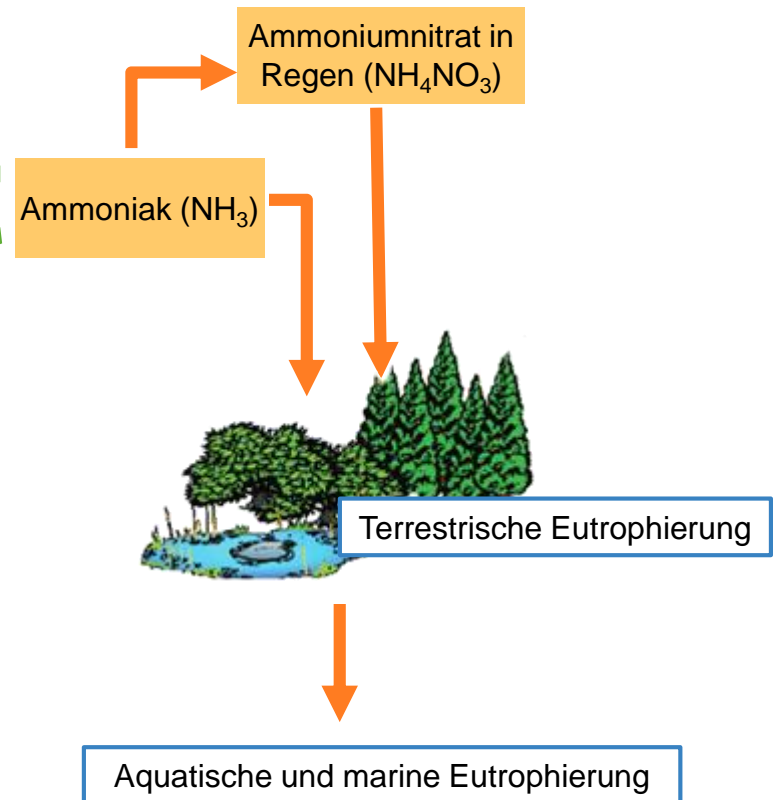 Ammoniumnitrat in
Regen (NH₄NO₃)
Ammoniak (NH₃)
Terrestrische Eutrophierung
Aquatische und marine Eutrophierung